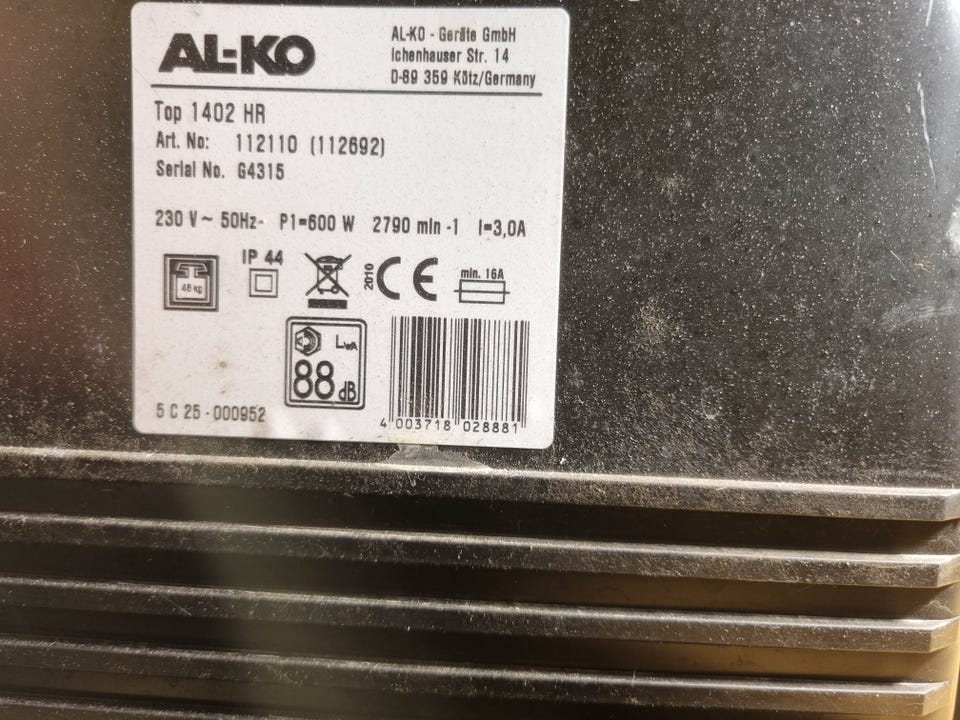 AL-KO
AL-KO - Geräte GmbH
Ichenhauser Str. 14
D-89 359 Kötz/Germany
Top 1402 HR
Art. No: 112110 (112692)
Serial No. G4315
230 V ~ 50Hz- P1=600 W 2790 min -1 I=3,0A
48 kg
IP 44
2010
CE
min. 16A
LWA
88 dB
5 C 25 - 000952
4 003718 028881